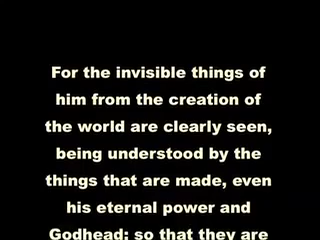 For the invisible things of
him from the creation of
the world are clearly seen,
being understood by the
things that are made, even
his eternal power and
Godhead; so that they are